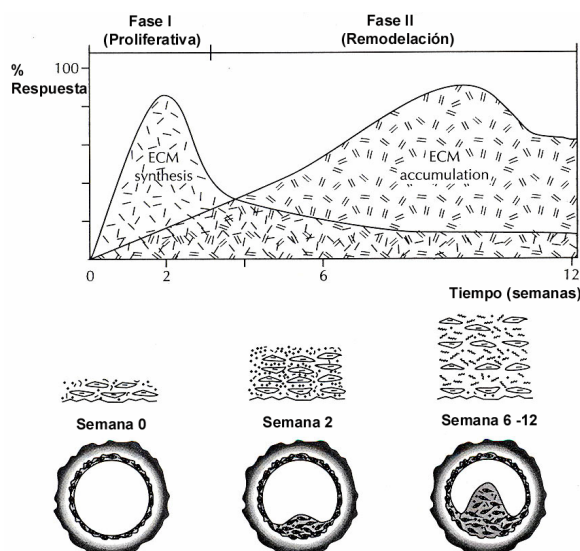 Fase I
(Proliferativa)
Fase II
(Remodelación)
%
Respuesta
100
ECM
synthesis
ECM
accumulation
0
2
6
12
Tiempo (semanas)
Semana 0
Semana 2
Semana 6 -12